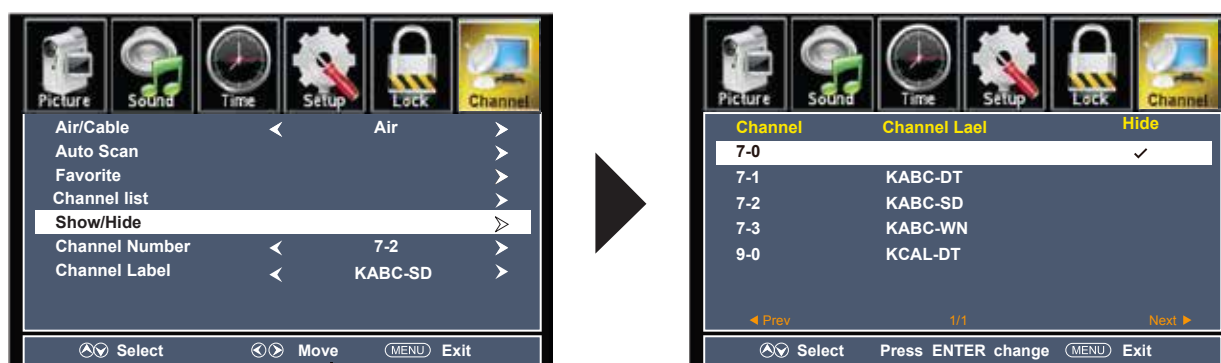 Picture Sound Time Setup Lock Channel
Air/Cable Air
Auto Scan
Favorite
Channel list
Show/Hide
Channel Number 7-2
Channel Label KABC-SD
Select Move MENU Exit
Picture Sound Time Setup Lock Channel
Channel Channel Lael Hide
7-0
7-1 KABC-DT
7-2 KABC-SD
7-3 KABC-WN
9-0 KCAL-DT
Prev 1/1 Next
Select Press ENTER change MENU Exit